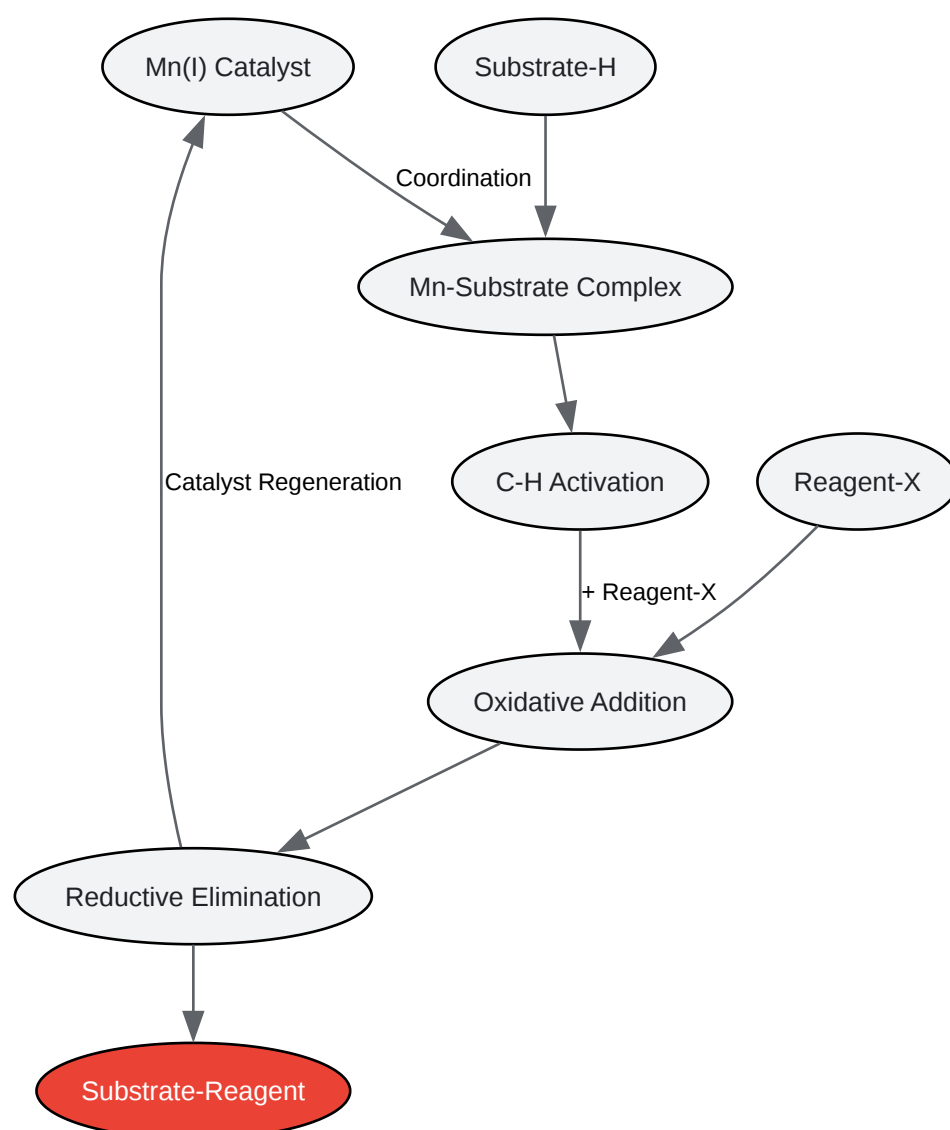 Mn(I) Catalyst
Substrate-H
Coordination
Mn-Substrate Complex
Catalyst Regeneration
C-H Activation
Reagent-X
+ Reagent-X
Oxidative Addition
Reductive Elimination
Substrate-Reagent